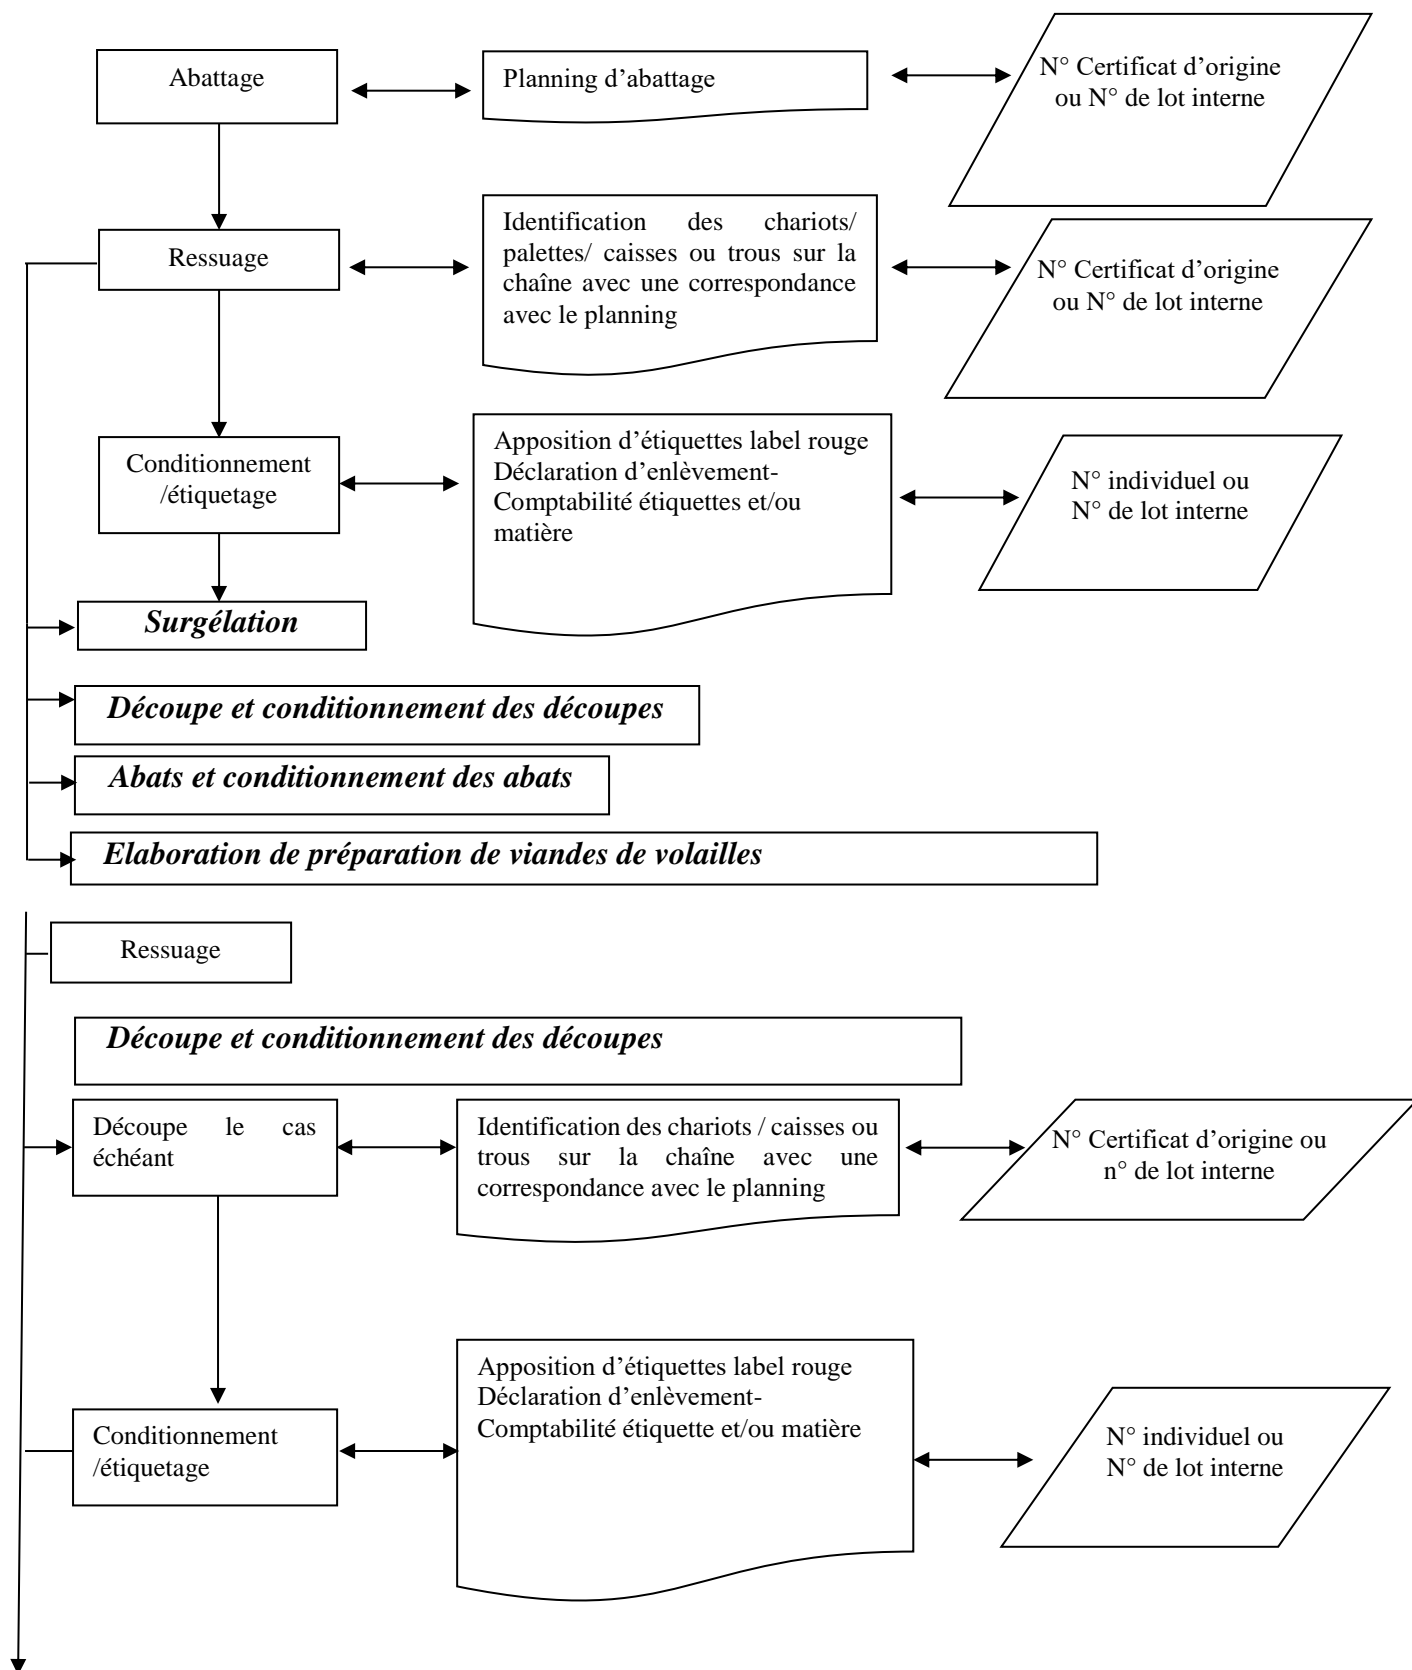 Abattage
Planning d’abattage
N° Certificat d’origine
ou N° de lot interne
Ressuage
Identification des chariots/
palettes/ caisses ou trous sur la
chaîne avec une correspondance
avec le planning
N° Certificat d’origine
ou N° de lot interne
Conditionnement
/étiquetage
Apposition d’étiquettes label rouge
Déclaration d’enlèvement-
Comptabilité étiquettes et/ou
matière
N° individuel ou
N° de lot interne
Surgélation
Découpe et conditionnement des découpes
Abats et conditionnement des abats
Elaboration de préparation de viandes de volailles
Ressuage
Découpe et conditionnement des découpes
Découpe le cas
échéant
Identification des chariots / caisses ou
trous sur la chaîne avec une
correspondance avec le planning
N° Certificat d’origine ou
n° de lot interne
Conditionnement
/étiquetage
Apposition d’étiquettes label rouge
Déclaration d’enlèvement-
Comptabilité étiquette et/ou matière
N° individuel ou
N° de lot interne